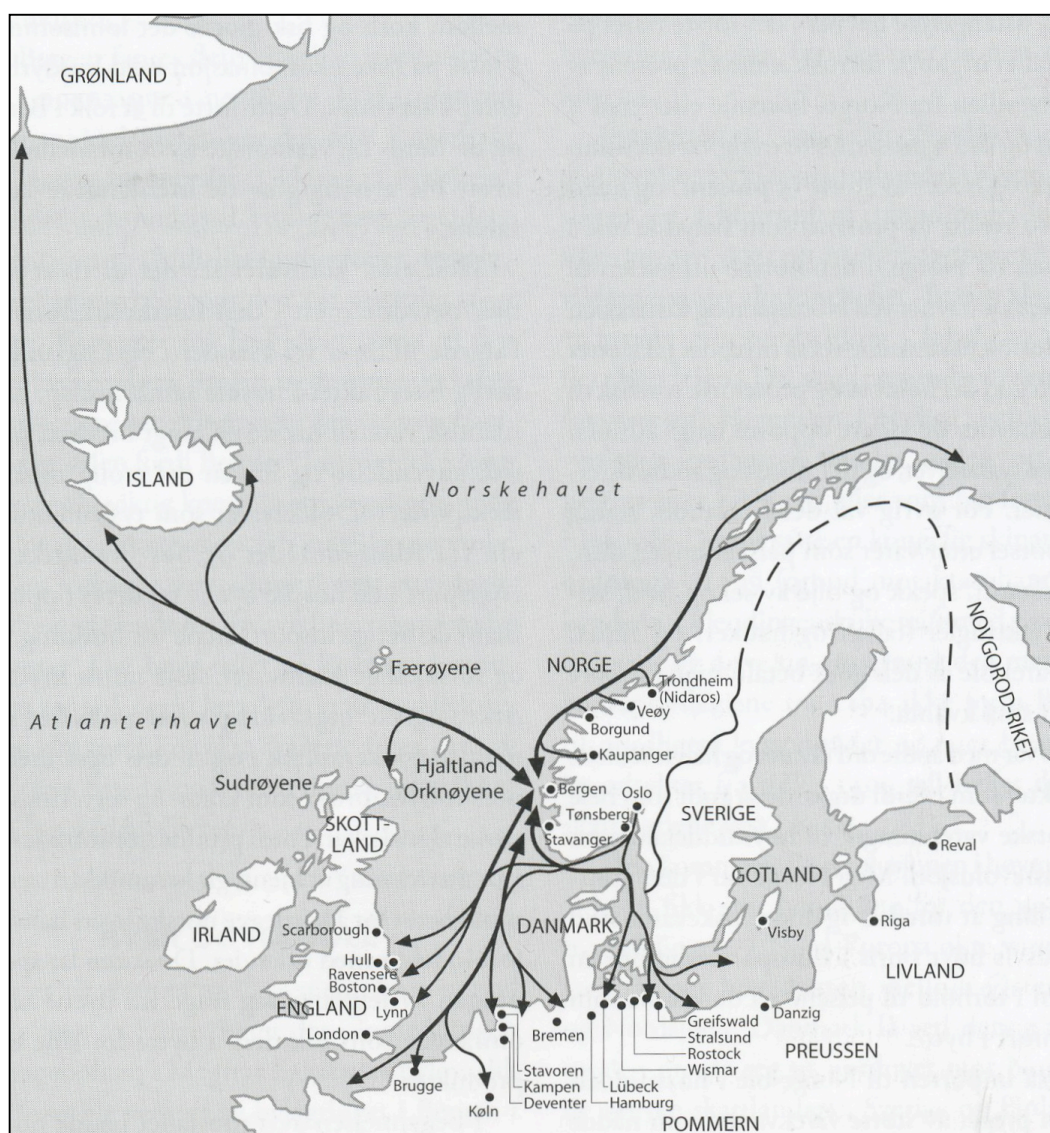 GRØNLAND
ISLAND
Norskehavet
Færøyene
NORGE
Trondheim
(Nidaros)
Veøy
Borgund
Kaupanger
NOVGOROD-RIKET
Atlanterhavet
Hjaltland
Orknøyene
Sudrøyene
Bergen
Oslo
Tønsberg
Stavanger
SVERIGE
SKOTT-
LAND
Reval
GOTLAND
Visby
Riga
IRLAND
Scarborough
DANMARK
Hull
Ravensere
Boston
LIVLAND
ENGLAND
Lynn
London
Bremen
Danzig
Greifswald
Stralsund
Rostock
Wismar
PREUSSEN
Brugge
Stavoren
Kampen
Deventer
Lübeck
Hamburg
Køln
POMMERN